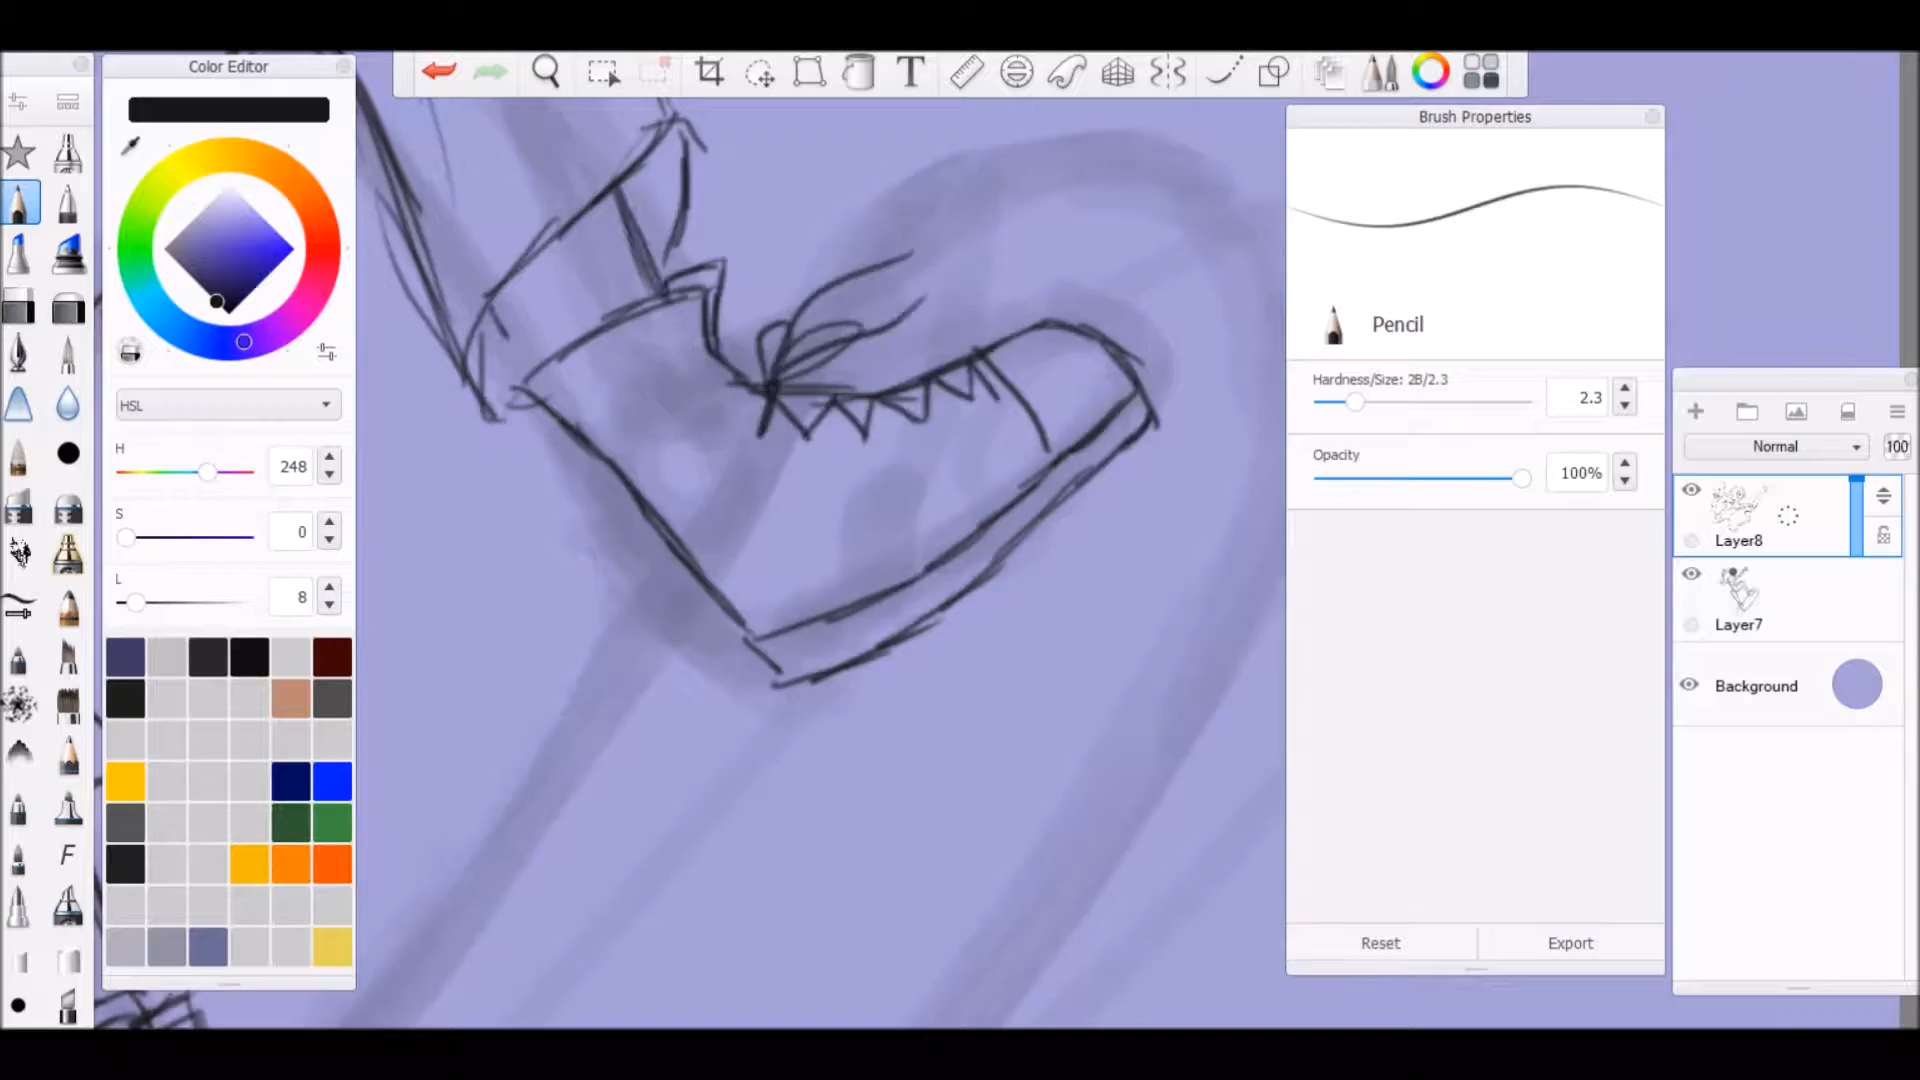 Color Editor
T
Brush Properties
Pencil
Hardness/Size: 2B/2.3
2.3
Opacity
100%
HSL
H
248
S
0
L
8
F
Normal
100
Layer8
Layer7
Background
Reset
Export